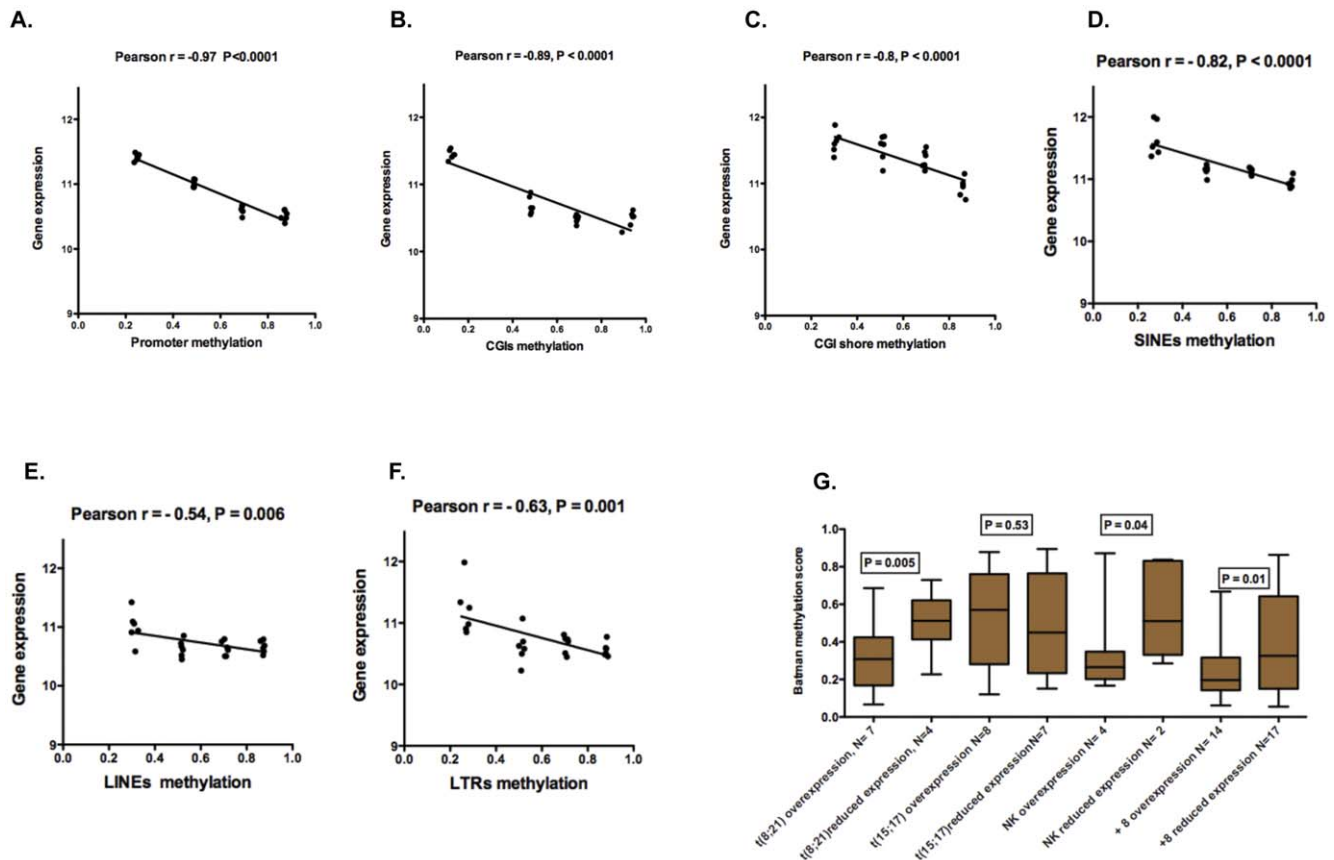 A.
Pearson r = -0.97 P<0.0001
Gene expression
12
11
10
9
0.0 0.2 0.4 0.6 0.8 1.0
Promoter methylation
B.
Pearson r = -0.89, P < 0.0001
Gene expression
12
11
10
9
0.0 0.2 0.4 0.6 0.8 1.0
CGIs methylation
C.
Pearson r = -0.8, P < 0.0001
Gene expression
12
11
10
9
0.0 0.2 0.4 0.6 0.8 1.0
CGI shore methylation
D.
Pearson r = - 0.82, P < 0.0001
Gene expression
12
11
10
9
0.0 0.2 0.4 0.6 0.8 1.0
SINEs methylation
E.
Pearson r = - 0.54, P = 0.006
Gene expression
12
11
10
9
0.0 0.2 0.4 0.6 0.8 1.0
LINEs methylation
F.
Pearson r = - 0.63, P = 0.001
Gene expression
12
11
10
9
0.0 0.2 0.4 0.6 0.8 1.0
LTRs methylation
G.
Batman methylation score
1.0
0.8
0.6
0.4
0.2
0.0
P = 0.005
P = 0.53
P = 0.04
P = 0.01
t(8;21) overexpression, N= 7
t(8;21)reduced expression, N=4
t(15;17) overexpression N=8
t(15;17)reduced expressionN=7
NK overexpression N= 4
NK reduced expression N= 2
+ 8 overexpression N= 14
+8 reduced expression N=17